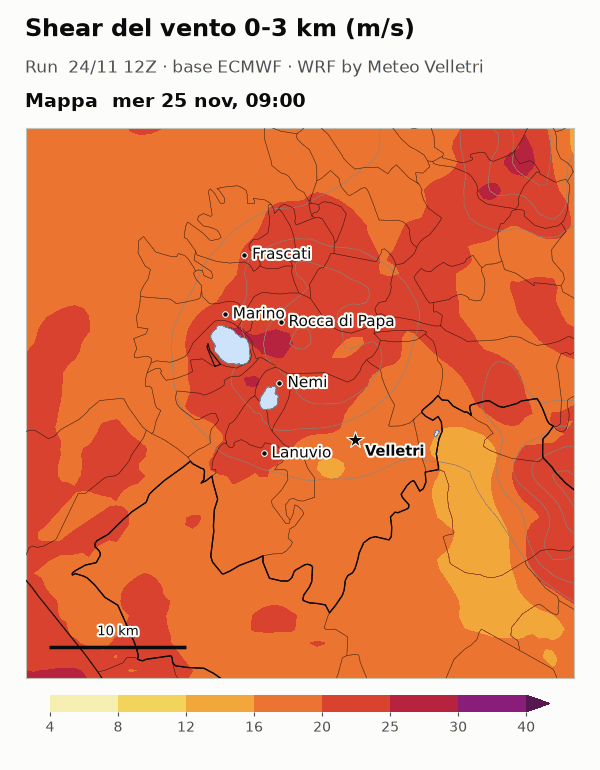 Shear del vento 0-3 km (m/s)
Run  24/11 12Z · base ECMWF · WRF by Meteo Velletri
Mappa  mer 25 nov, 09:00
Frascati
Marino
Rocca di Papa
Nemi
Velletri
Lanuvio
10 km
4 8 12 16 20 25 30 40